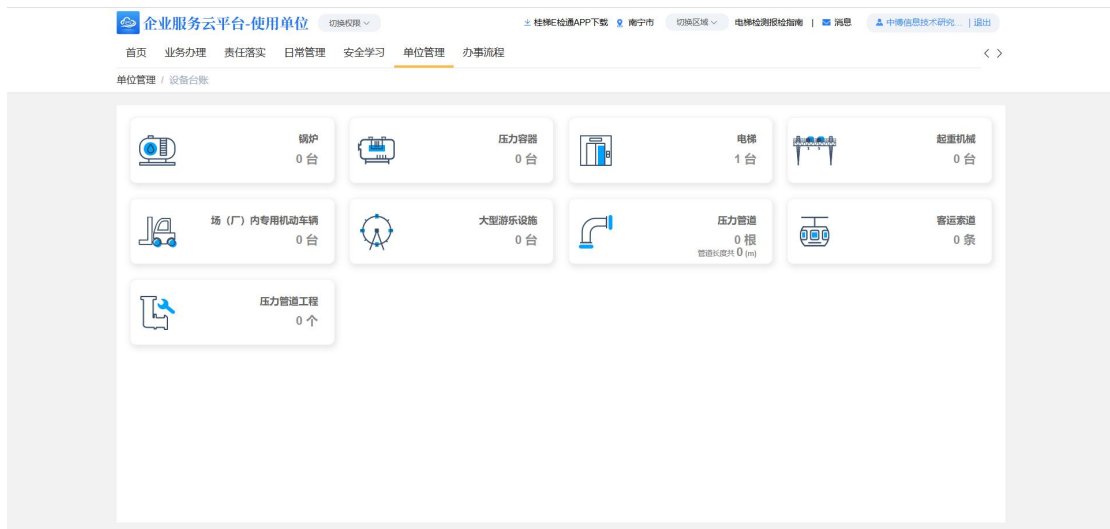 企业服务云平台-使用单位 切换权限 桂梯E检通APP下载 南宁市 切换区域 电梯检测报检指南 | 消息 中博信息技术研究... | 退出
首页 业务办理 责任落实 日常管理 安全学习 单位管理 办事流程
单位管理 / 设备台账
锅炉 压力容器 电梯 起重机械
0 台 0 台 1 台 0 台
场（厂）内专用机动车辆 大型游乐设施 压力管道 客运索道
0 台 0 台 0 根 0 条
管道长度共 0 (m)
压力管道工程
0 个